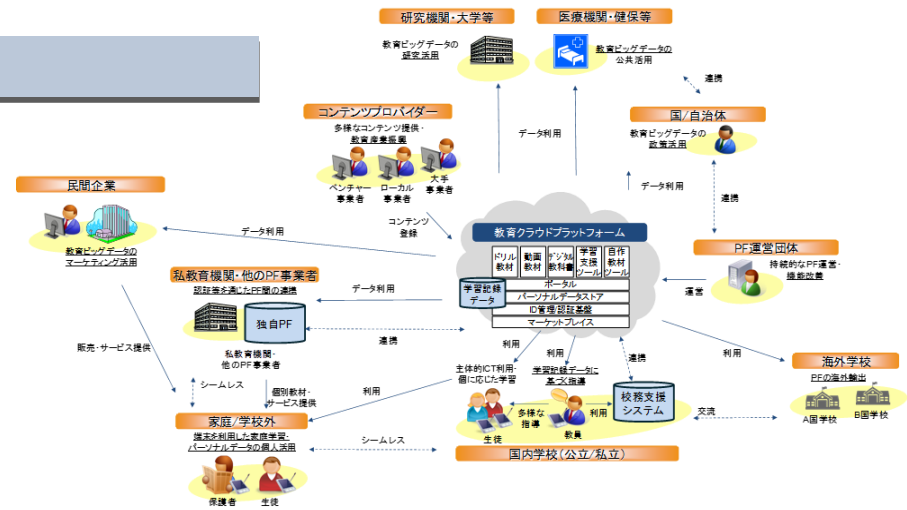 研究機関・大学等
医療機関・健保等
教育ビッグデータの
研究活用
教育ビッグデータの
公共活用
連携
コンテンツプロバイダー
多様なコンテンツ提供・
教育産業振興
ベンチャー
事業者
ローカル
事業者
大手
事業者
データ利用
国/自治体
教育ビッグデータの
政策活用
データ利用
連携
民間企業
教育ビッグデータの
マーケティング活用
データ利用
コンテンツ
登録
教育クラウドプラットフォーム
ドリル
教材
動画
教材
デジタル
教科書
学習
支援
ツール
自作
教材
ツール
学習記録
データ
ポータル
パーソナルデータストア
ID管理/認証基盤
マーケットプレイス
PF運営団体
持続的なPF運営・
機能改善
運営
私教育機関・他のPF事業者
認証等を通じたPF間の連携
独自PF
私教育機関・
他のPF事業者
データ利用
連携
販売・サービス提供
シームレス
個別教材・
サービス提供
利用
利用
利用
連携
利用
主体的ICT利用・
個に応じた学習
学習記録データに
基づく指導
多様な
指導
利用
校務支援
システム
生徒
教員
国内学校(公立/私立)
交流
海外学校
PFの海外輸出
A国学校
B国学校
家庭/学校外
端末を利用した家庭学習・
パーソナルデータの個人活用
保護者
生徒
シームレス